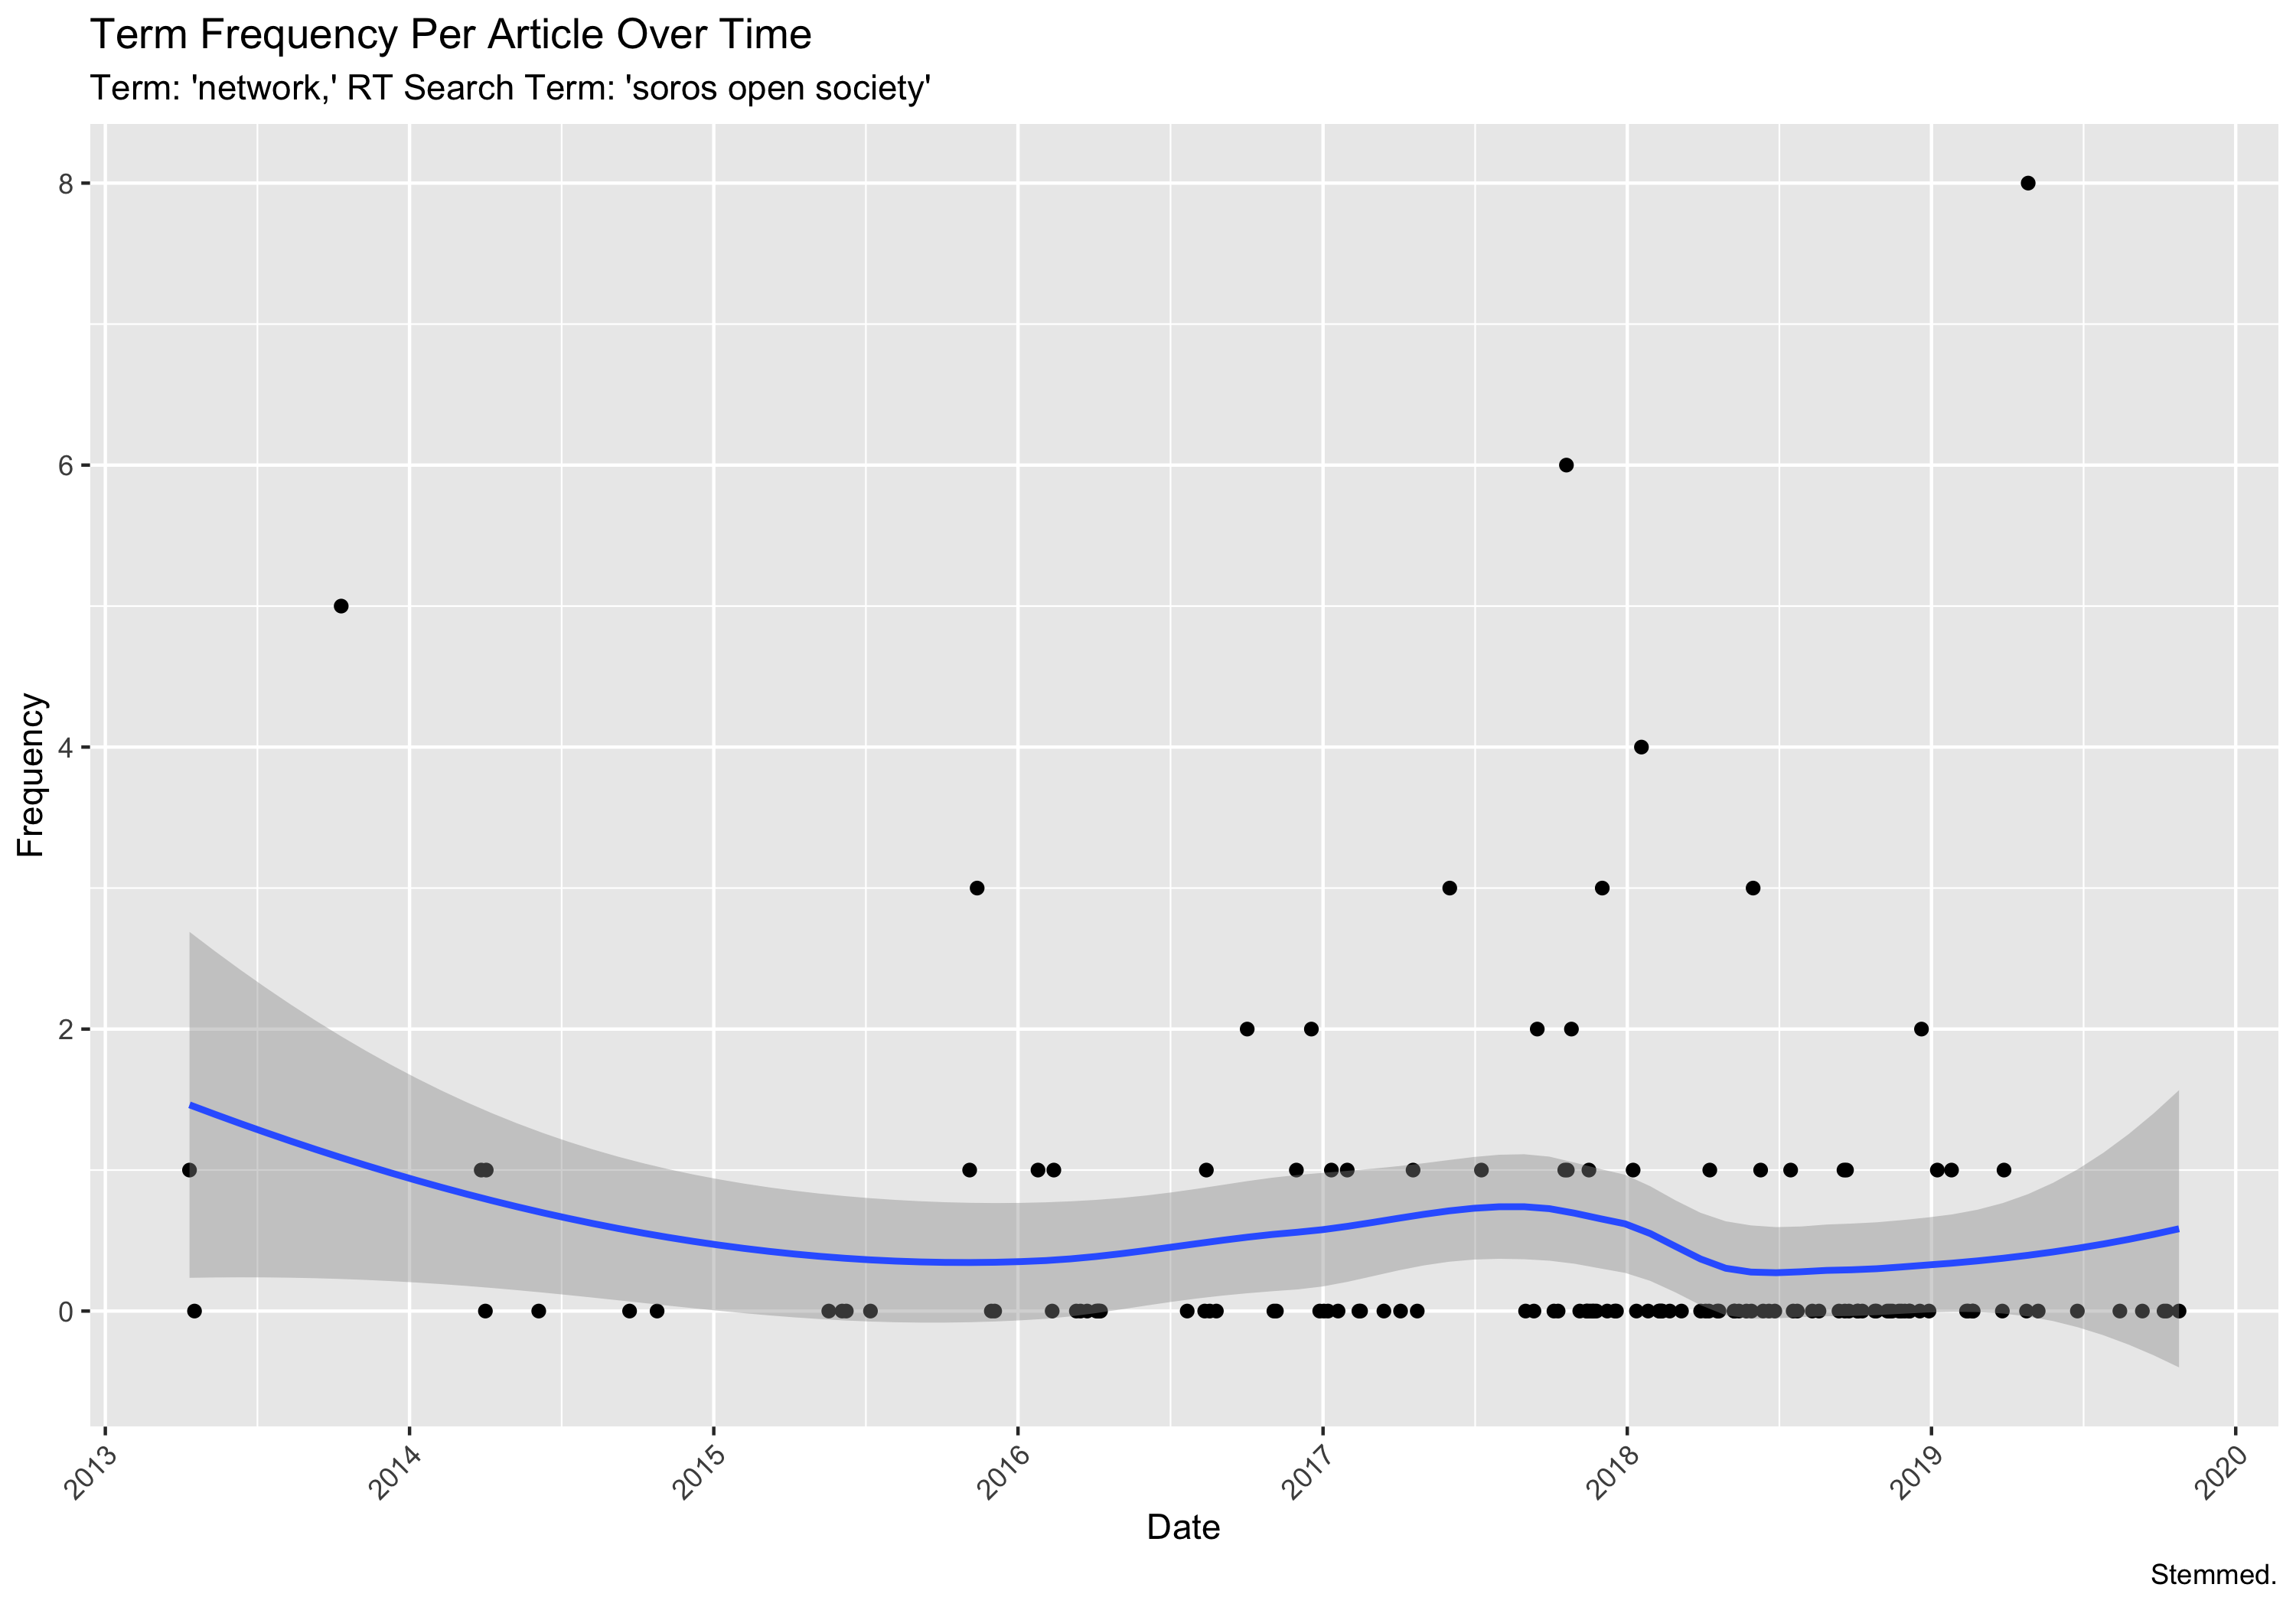 Term Frequency Per Article Over Time
Term: 'network,' RT Search Term: 'soros open society'
8
6
4
2
0
Frequency
2013
2014
2015
2016
2017
2018
2019
2020
Date
Stemmed.